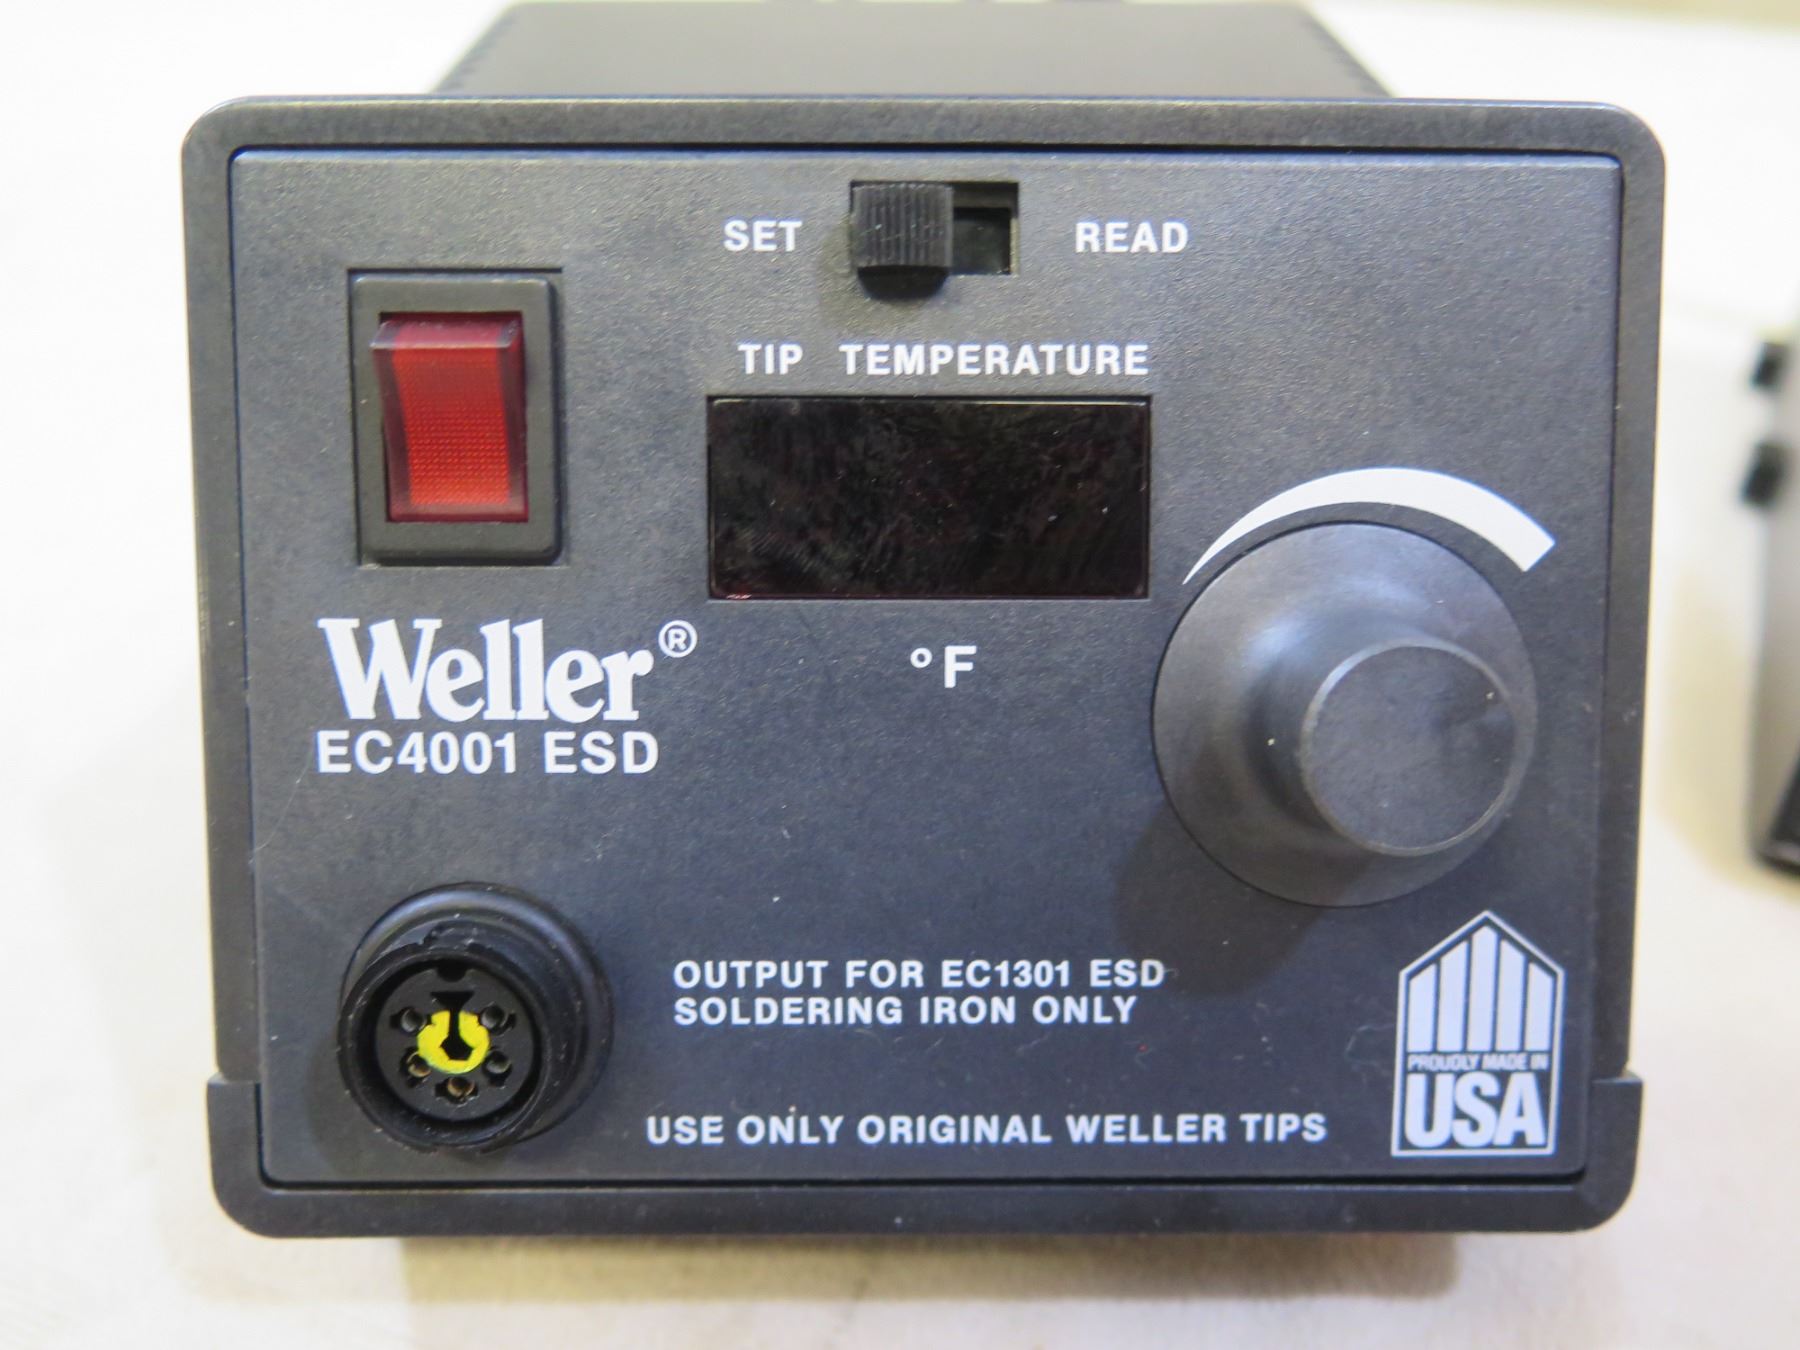 SET READ
TIP TEMPERATURE
°F
Weller®
EC4001 ESD
OUTPUT FOR EC1301 ESD
SOLDERING IRON ONLY
USE ONLY ORIGINAL WELLER TIPS
PROUDLY MADE IN
USA